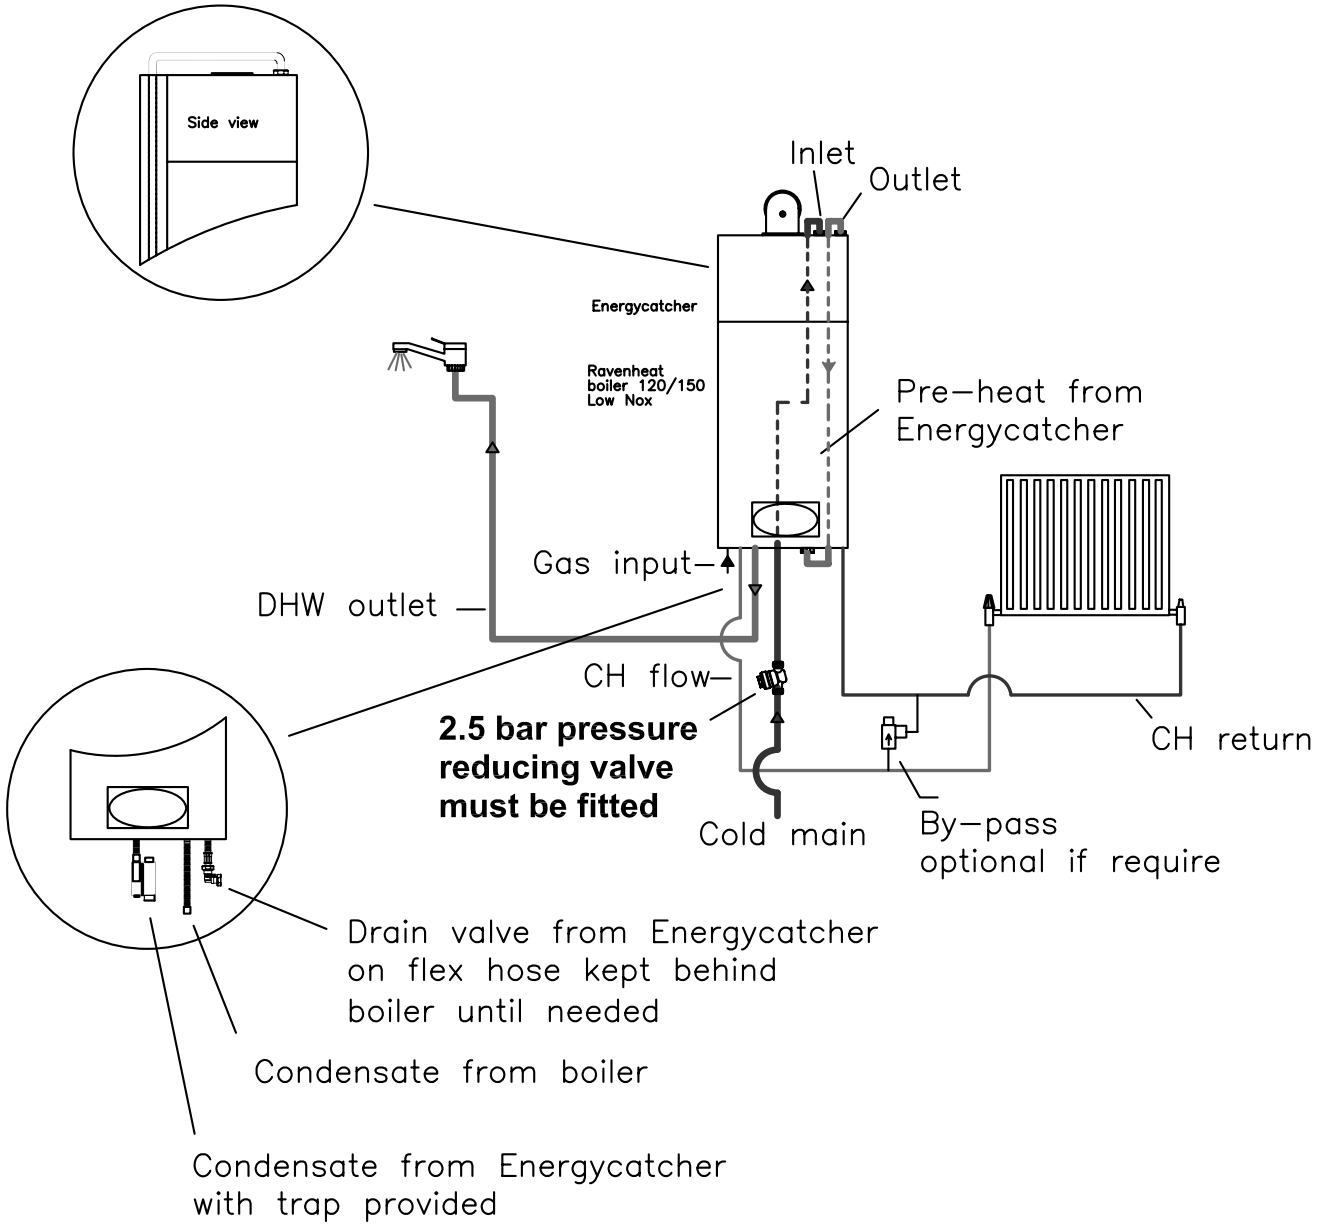 Side view
Inlet
Outlet
Energycatcher
Ravenheat
boiler 120/150
Low Nox
Pre-heat from
Energycatcher
Gas input
DHW outlet
CH flow
2.5 bar pressure
reducing valve
must be fitted
CH return
Cold main
By-pass
optional if require
Drain valve from Energycatcher
on flex hose kept behind
boiler until needed
Condensate from boiler
Condensate from Energycatcher
with trap provided